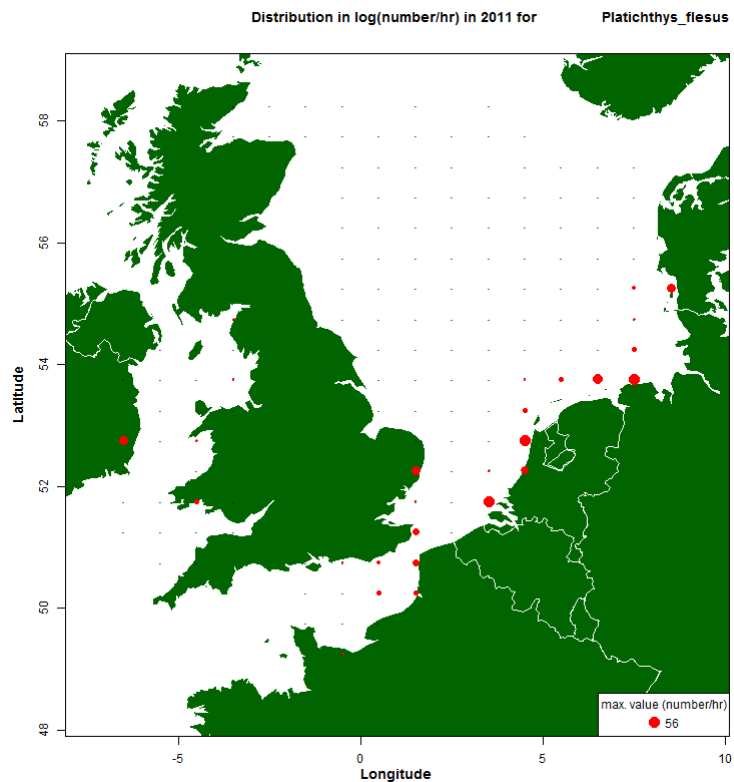 Distribution in log(number/hr) in 2011 for Platichthys_flesus
58
56
54
52
50
48
Latitude
-5 0 5 10
Longitude
max. value (number/hr)
56